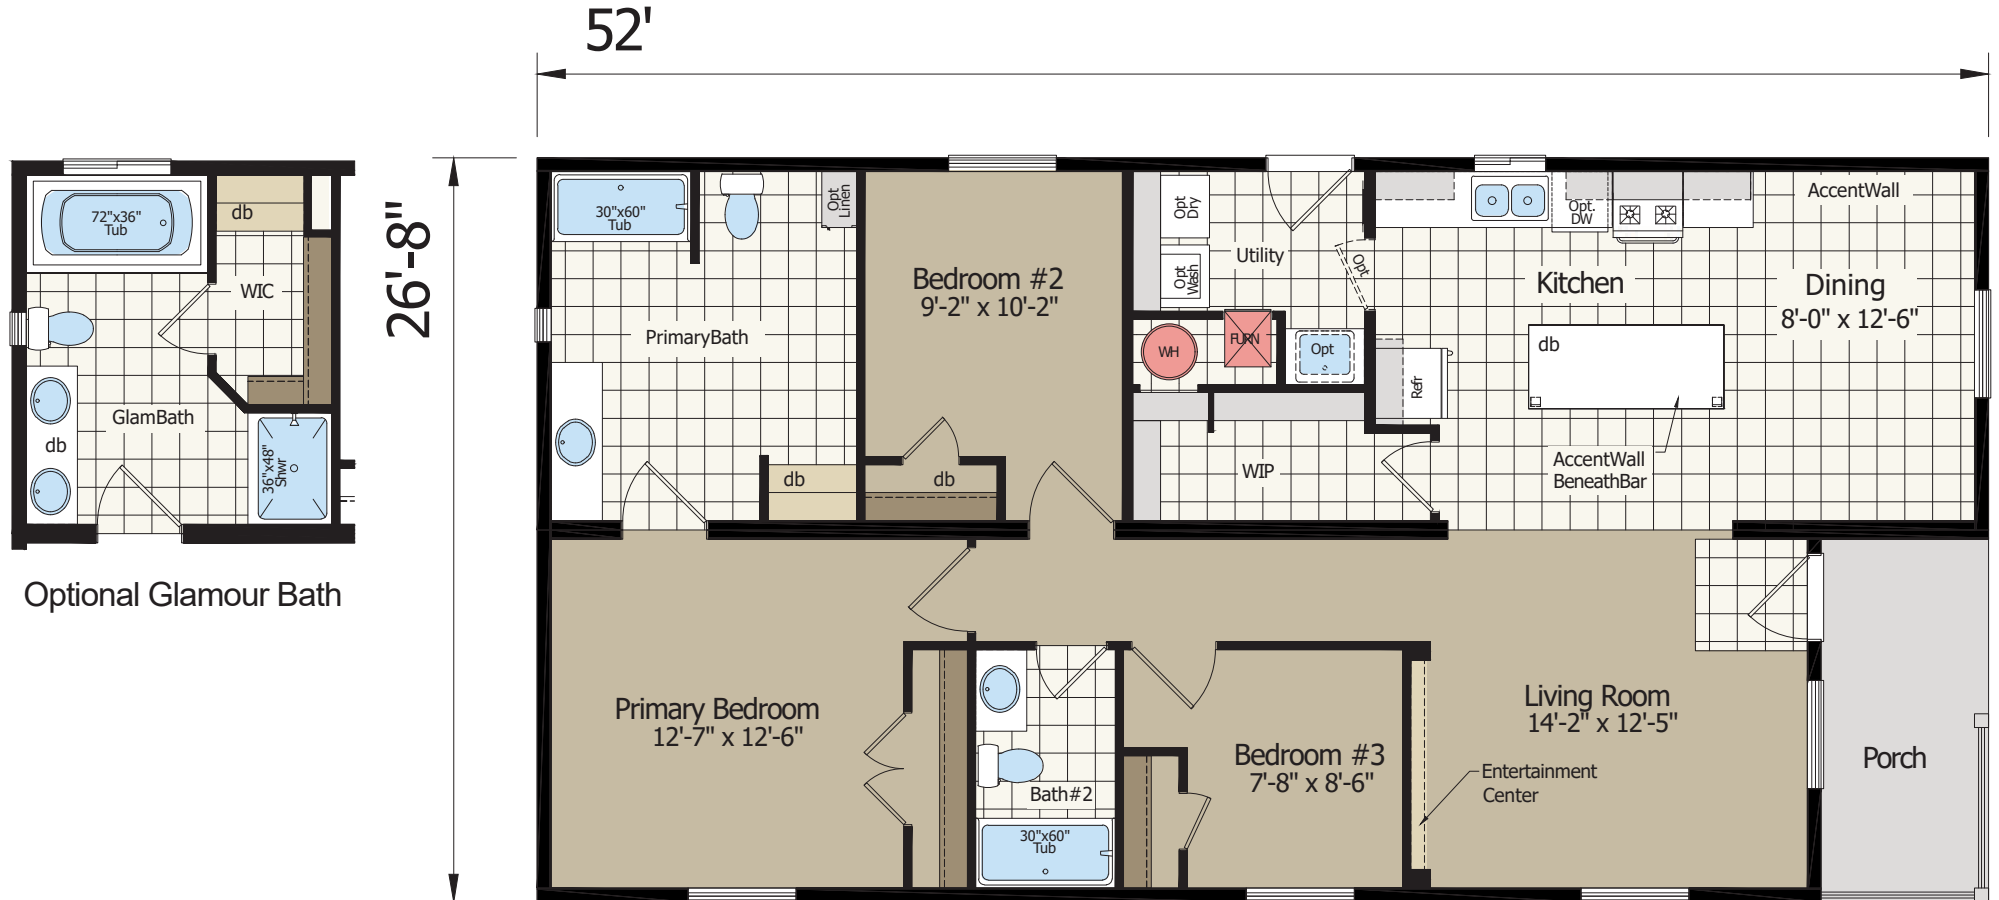 52'
26'-8"
72"x36"
Tub
db
WIC
GlamBath
db
36"x48"
Shwr
Optional Glamour Bath
30"x60"
Tub
Opt
Linen
PrimaryBath
db
Bedroom #2
9'-2" x 10'-2"
db
Opt
Dry
Opt
Wash
Utility
Opt
WH
FURN
Opt
WIP
Refr
Opt.
DW
Kitchen
AccentWall
Dining
8'-0" x 12'-6"
db
AccentWall
BeneathBar
Primary Bedroom
12'-7" x 12'-6"
Bath#2
30"x60"
Tub
Bedroom #3
7'-8" x 8'-6"
Living Room
14'-2" x 12'-5"
Entertainment
Center
Porch